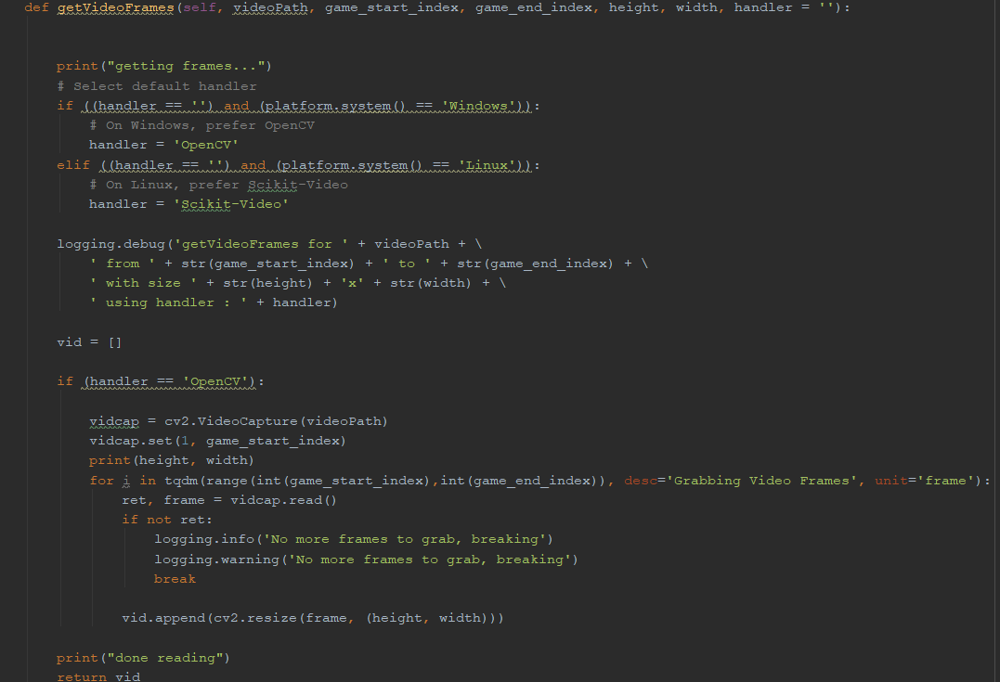 def getVideoFrames(self, videoPath, game_start_index, game_end_index, height, width, handler = ''):
print("getting frames...")
# Select default handler
if ((handler == '') and (platform.system() == 'Windows')):
# On Windows, prefer OpenCV
handler = 'OpenCV'
elif ((handler == '') and (platform.system() == 'Linux')):
# On Linux, prefer Scikit-Video
handler = 'Scikit-Video'
logging.debug('getVideoFrames for ' + videoPath + \
' from ' + str(game_start_index) + ' to ' + str(game_end_index) + \
' with size ' + str(height) + 'x' + str(width) + \
' using handler : ' + handler)
vid = []
if (handler == 'OpenCV'):
vidcap = cv2.VideoCapture(videoPath)
vidcap.set(1, game_start_index)
print(height, width)
for i in tqdm(range(int(game_start_index),int(game_end_index)), desc='Grabbing Video Frames', unit='frame'):
ret, frame = vidcap.read()
if not ret:
logging.info('No more frames to grab, breaking')
logging.warning('No more frames to grab, breaking')
break
vid.append(cv2.resize(frame, (height, width)))
print("done reading")
return vid